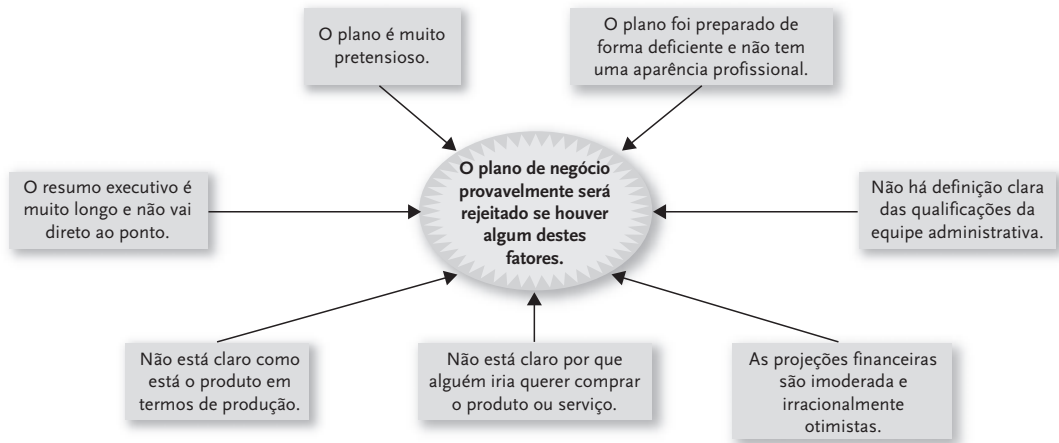 O plano é muito
pretensioso.
O plano foi preparado de
forma deficiente e não tem
uma aparência profissional.
O resumo executivo é
muito longo e não vai
direto ao ponto.
O plano de negócio
provavelmente será
rejeitado se houver
algum destes
fatores.
Não há definição clara
das qualificações da
equipe administrativa.
Não está claro como
está o produto em
termos de produção.
Não está claro por que
alguém iria querer comprar
o produto ou serviço.
As projeções financeiras
são imoderada e
irracionalmente
otimistas.